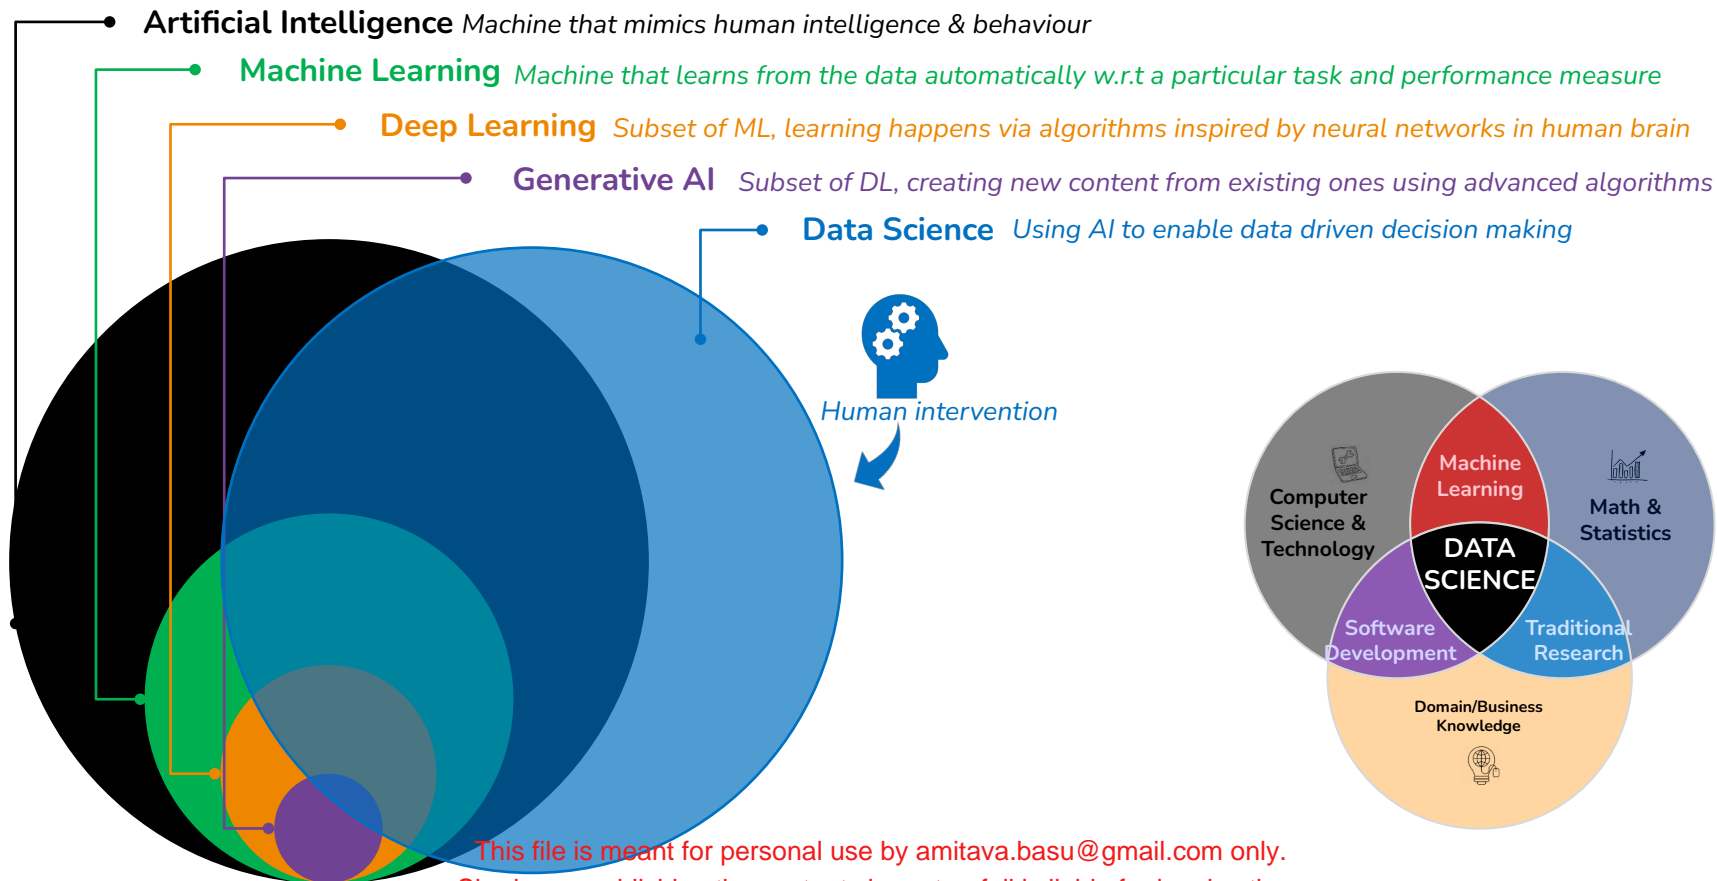 Artificial Intelligence Machine that mimics human intelligence & behaviour
Machine Learning Machine that learns from the data automatically w.r.t a particular task and performance measure
Deep Learning Subset of ML, learning happens via algorithms inspired by neural networks in human brain
Generative AI Subset of DL, creating new content from existing ones using advanced algorithms
Data Science Using AI to enable data driven decision making
Human intervention
Machine
Learning
Computer
Science &
Technology
Math &
Statistics
DATA
SCIENCE
Software
Development
Traditional
Research
Domain/Business
Knowledge
This file is meant for personal use by amitava.basu@gmail.com only.